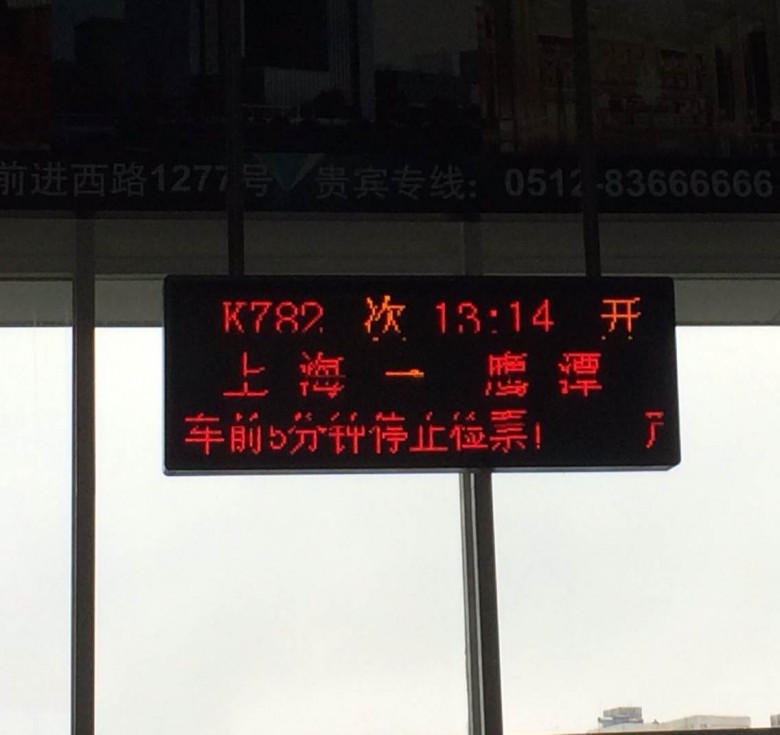 前进西路1277号 贵宾专线：0512-83666666
K782 次 13:14 开
上海 → 鹰潭
车前5分钟停止检票!